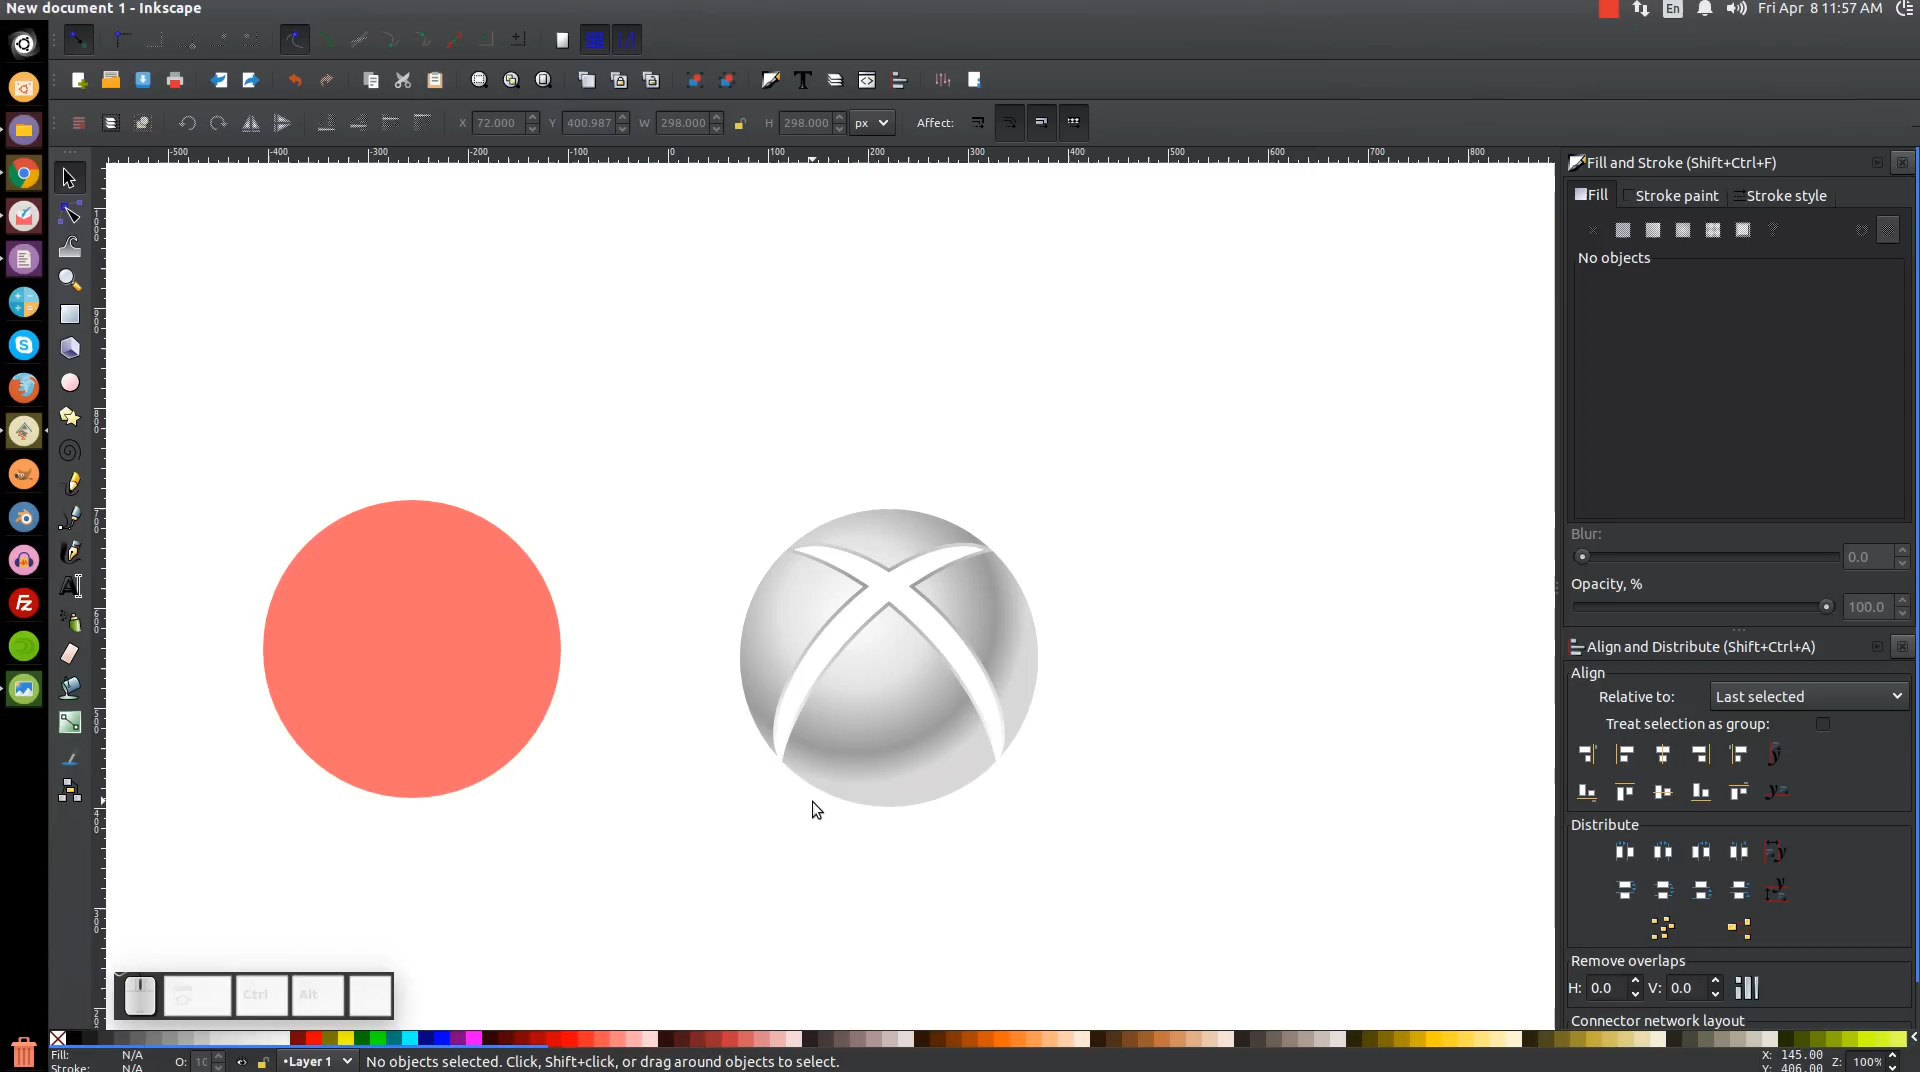 New document 1 - Inkscape
En
Fri Apr 8 11:57 AM
X 72.000 Y 400.987 W 298.000 H 298.000 px Affect:
-500 -400 -300 -200 -100 0 100 200 300 400 500 600 700 800
Fill and Stroke (Shift+Ctrl+F)
Fill Stroke paint Stroke style
No objects
Blur:
0.0
Opacity, %
100.0
Align and Distribute (Shift+Ctrl+A)
Align
Relative to: Last selected
Treat selection as group:
Distribute
Remove overlaps
H: 0.0 V: 0.0
Connector network layout
Ctrl Alt
Fill: N/A
Stroke: N/A
O:
•Layer 1
No objects selected. Click, Shift+click, or drag around objects to select.
X: 145.00
Y: 406.00
Z: 100%